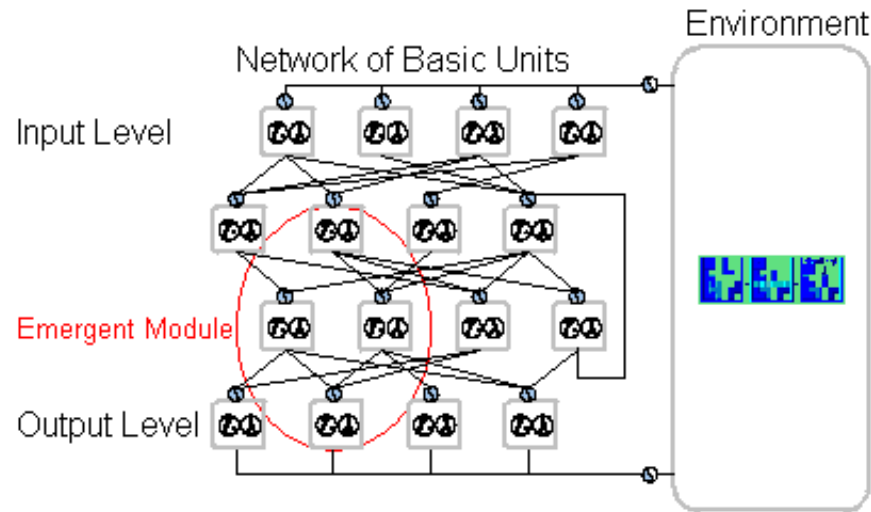 Environment
Network of Basic Units
Input Level
Emergent Module
Output Level